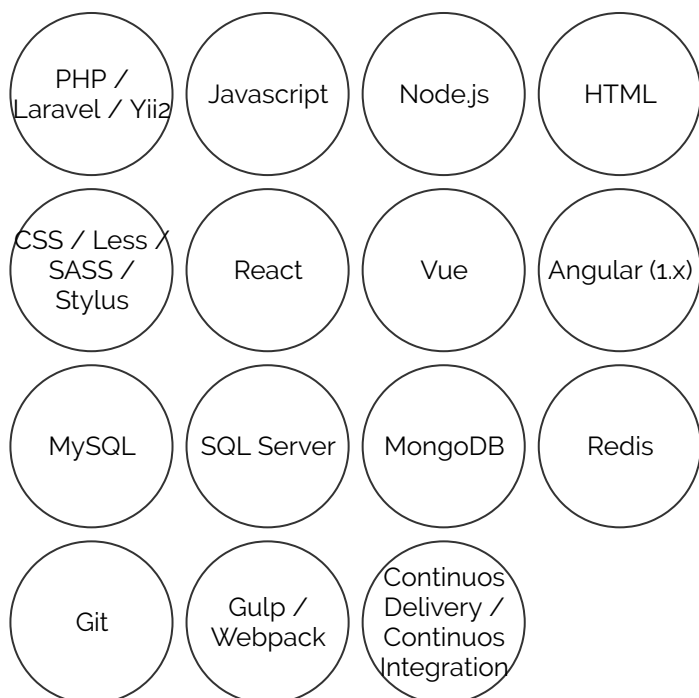 PHP /
Laravel / Yii2
Javascript
Node.js
HTML
CSS / Less /
SASS /
Stylus
React
Vue
Angular (1.x)
MySQL
SQL Server
MongoDB
Redis
Git
Gulp /
Webpack
Continuos
Delivery /
Continuos
Integration